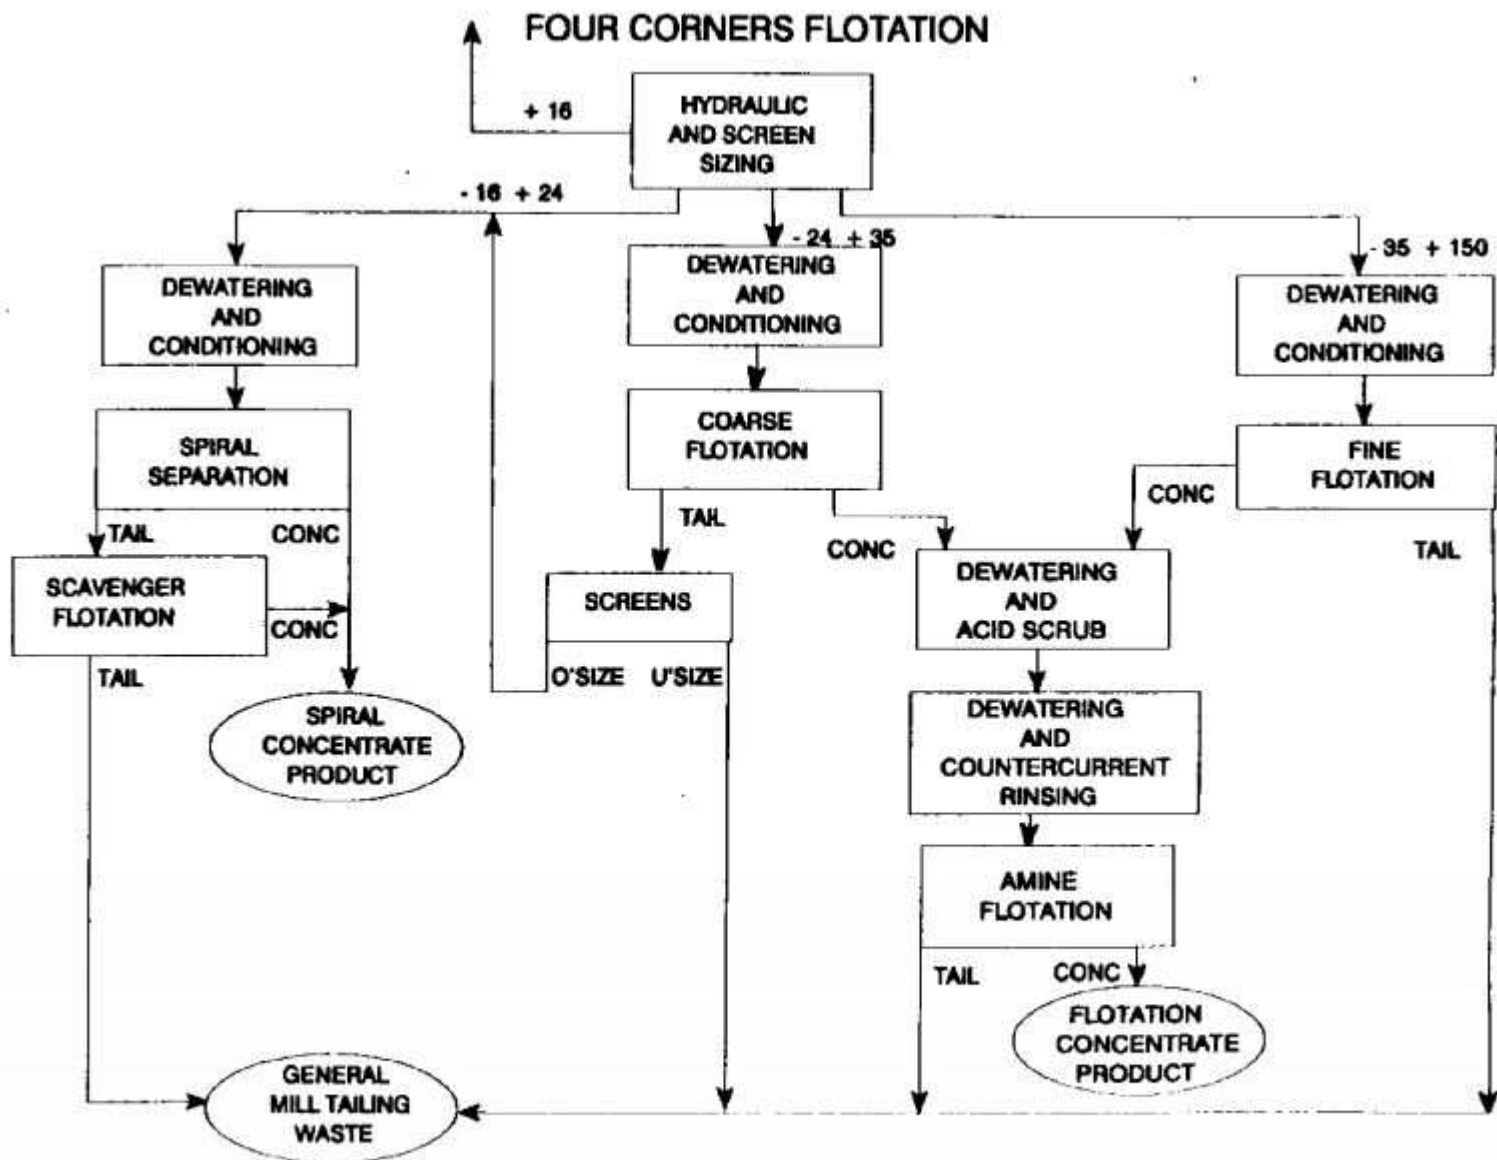 FOUR CORNERS FLOTATION
+ 16
HYDRAULIC
AND SCREEN
SIZING
- 16 + 24
- 24 + 35
- 35 + 150
DEWATERING
AND
CONDITIONING
DEWATERING
AND
CONDITIONING
DEWATERING
AND
CONDITIONING
SPIRAL
SEPARATION
COARSE
FLOTATION
FINE
FLOTATION
TAIL
CONC
TAIL
CONC
CONC
TAIL
SCAVENGER
FLOTATION
CONC
TAIL
SCREENS
O'SIZE U'SIZE
DEWATERING
AND
ACID SCRUB
SPIRAL
CONCENTRATE
PRODUCT
DEWATERING
AND
COUNTERCURRENT
RINSING
AMINE
FLOTATION
TAIL
CONC
FLOTATION
CONCENTRATE
PRODUCT
GENERAL
MILL TAILING
WASTE